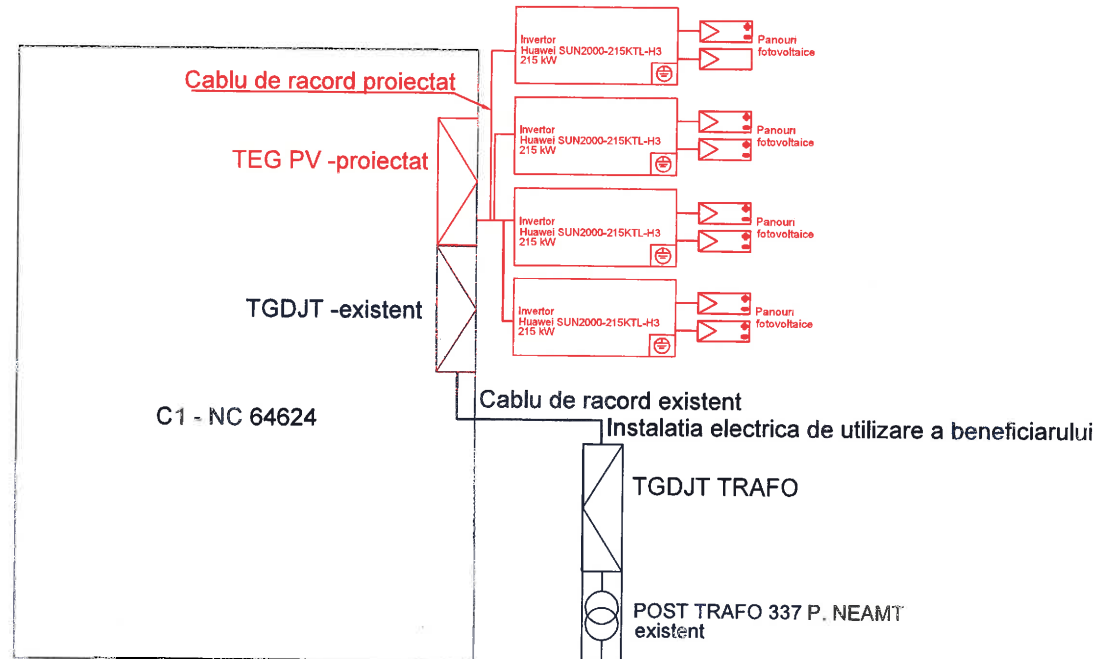 Invertor
Huawei SUN2000-215KTL-H3
215 kW
Panouri
fotovoltaice
Cablu de racord proiectat
Invertor
Huawei SUN2000-215KTL-H3
215 kW
Panouri
fotovoltaice
TEG PV -proiectat
Invertor
Huawei SUN2000-215KTL-H3
215 kW
Panouri
fotovoltaice
TGDJT -existent
Invertor
Huawei SUN2000-215KTL-H3
215 kW
Panouri
fotovoltaice
C1 - NC 64624
Cablu de racord existent
Instalatia electrica de utilizare a beneficiarului
TGDJT TRAFO
POST TRAFO 337 P. NEAMT
existent